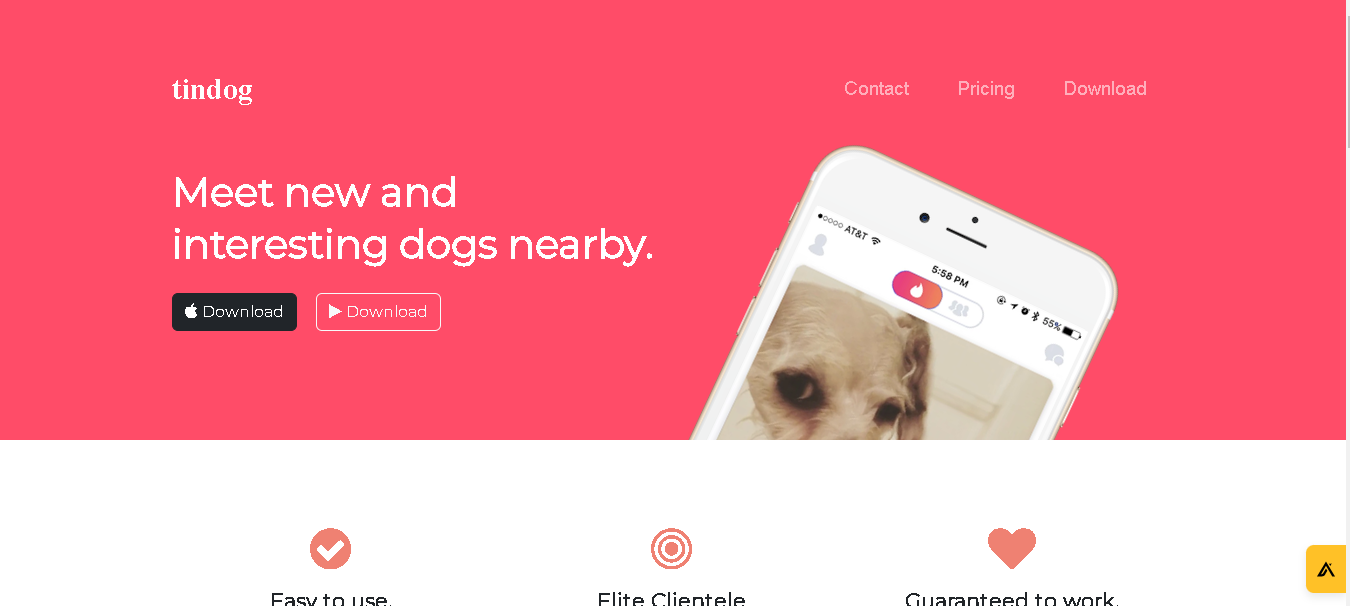 tindog
Contact Pricing Download
Meet new and
interesting dogs nearby.
Download Download
AT&T
5:58 PM
55%
Easy to use.
Elite Clientele
Guaranteed to work.